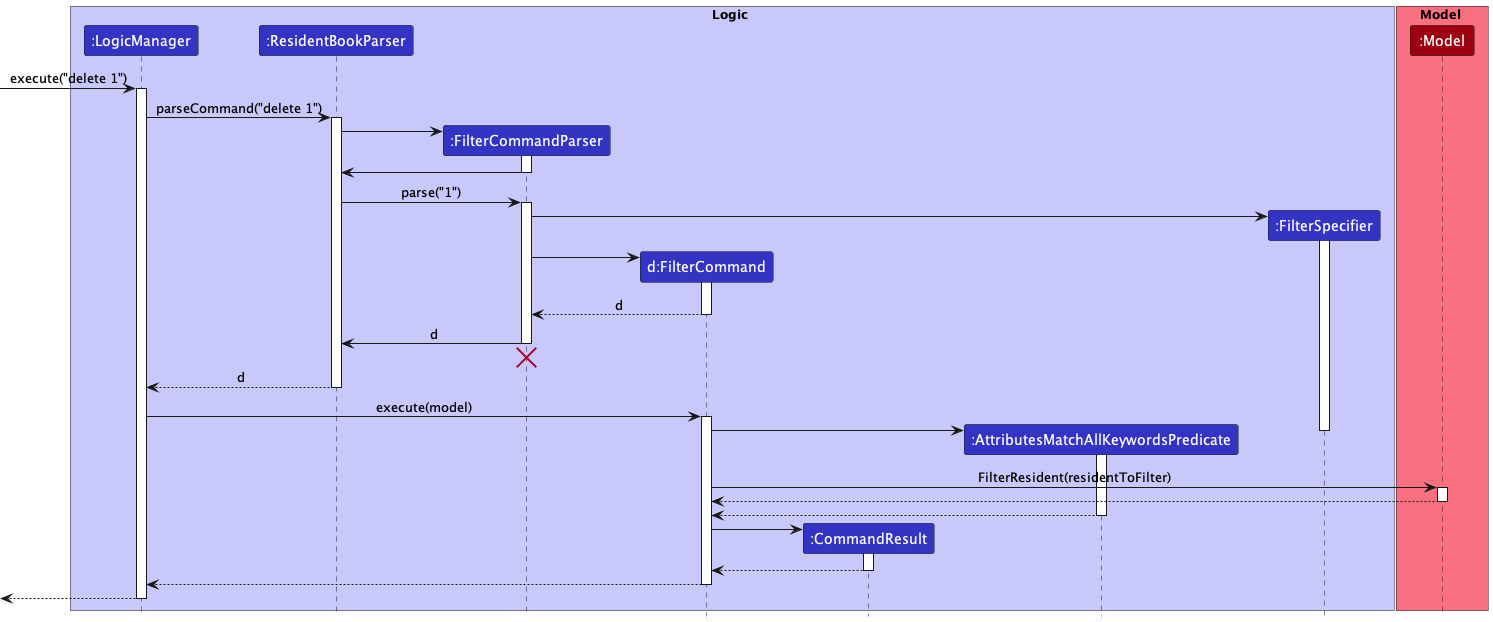 Logic
Model
:LogicManager
:ResidentBookParser
:Model
execute("delete 1")
parseCommand("delete 1")
:FilterCommandParser
parse("1")
:FilterSpecifier
d:FilterCommand
d
d
d
execute(model)
:AttributesMatchAllKeywordsPredicate
FilterResident(residentToFilter)
:CommandResult